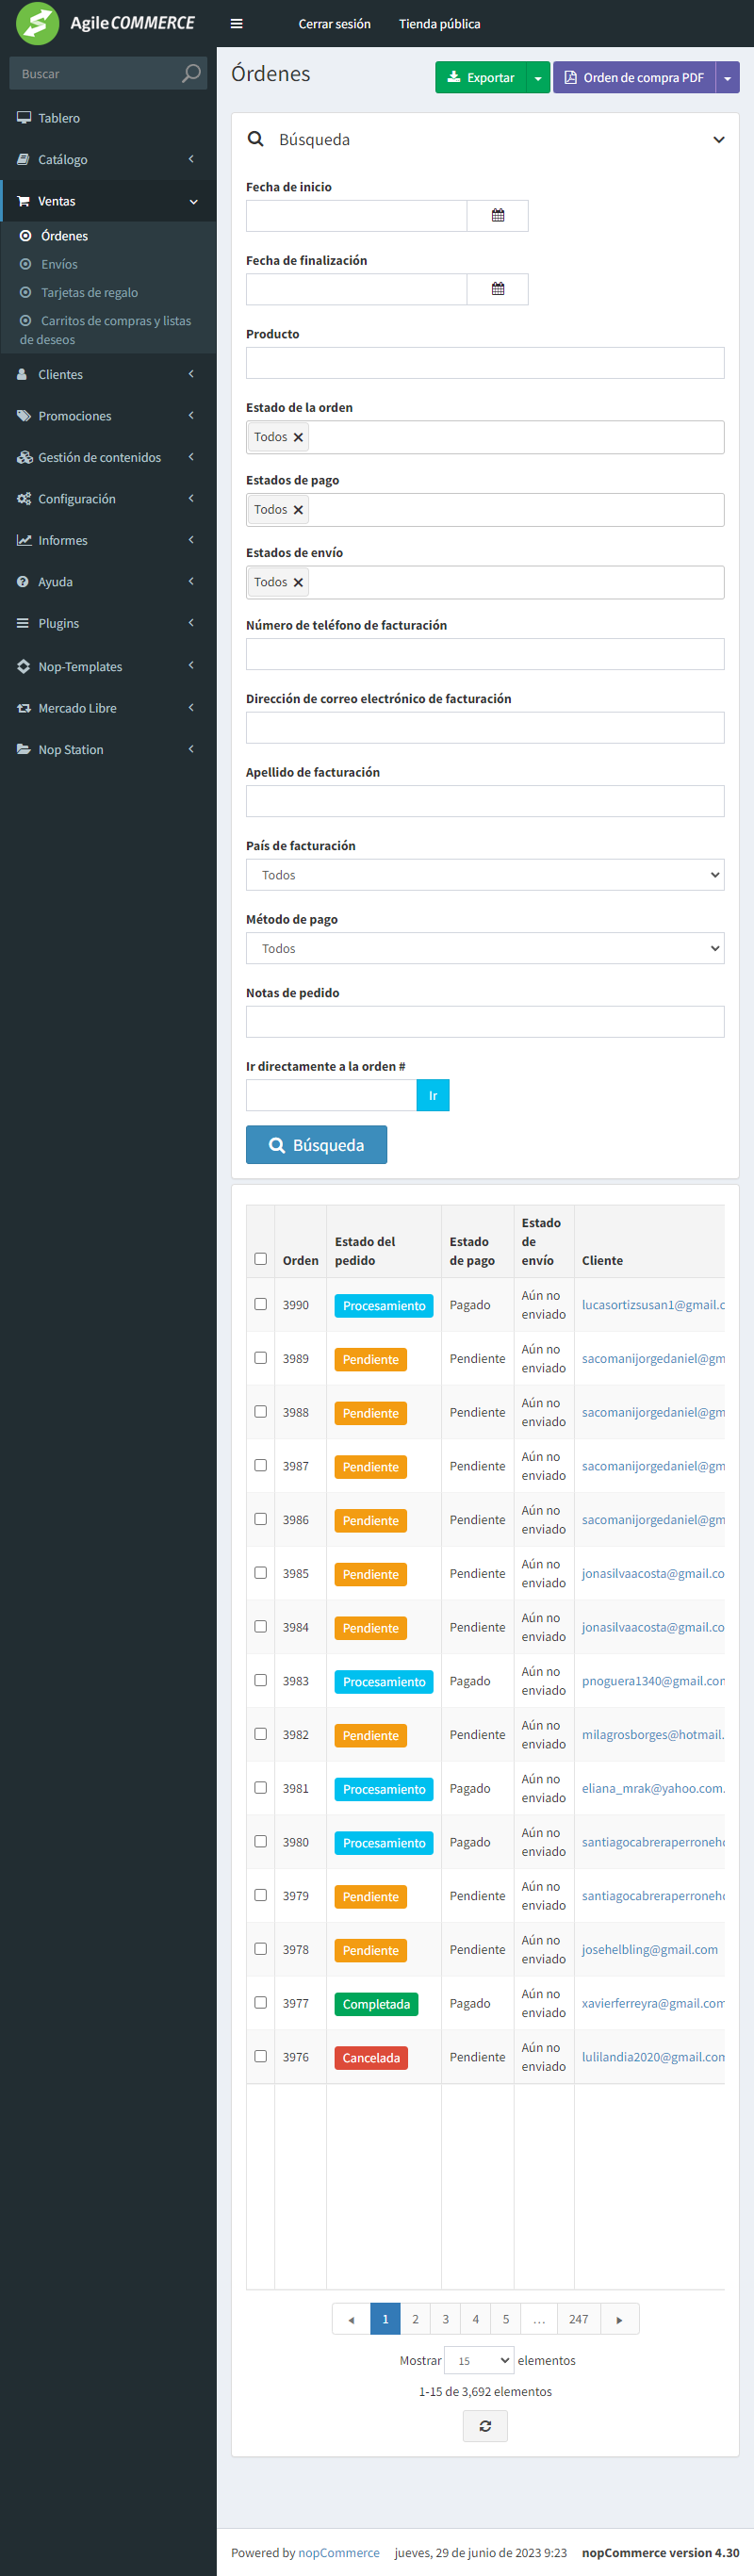 Agile COMMERCE
Cerrar sesión Tienda pública
Buscar
Tablero
Catálogo
Ventas
Órdenes
Envíos
Tarjetas de regalo
Carritos de compras y listas
de deseos
Clientes
Promociones
Gestión de contenidos
Configuración
Informes
Ayuda
Plugins
Nop-Templates
Mercado Libre
Nop Station
Órdenes
Exportar
Orden de compra PDF
Búsqueda
Fecha de inicio
Fecha de finalización
Producto
Estado de la orden
Todos ×
Estados de pago
Todos ×
Estados de envío
Todos ×
Número de teléfono de facturación
Dirección de correo electrónico de facturación
Apellido de facturación
País de facturación
Todos
Método de pago
Todos
Notas de pedido
Ir directamente a la orden #
Ir
Búsqueda
Orden Estado del pedido Estado de pago Estado de envío Cliente
3990 Procesamiento Pagado Aún no enviado lucasortizsusan1@gmail.c
3989 Pendiente Pendiente Aún no enviado sacomanijorgedaniel@gm
3988 Pendiente Pendiente Aún no enviado sacomanijorgedaniel@gm
3987 Pendiente Pendiente Aún no enviado sacomanijorgedaniel@gm
3986 Pendiente Pendiente Aún no enviado sacomanijorgedaniel@gm
3985 Pendiente Pendiente Aún no enviado jonasilvaacosta@gmail.co
3984 Pendiente Pendiente Aún no enviado jonasilvaacosta@gmail.co
3983 Procesamiento Pagado Aún no enviado pnoguera1340@gmail.con
3982 Pendiente Pendiente Aún no enviado milagrosborges@hotmail.
3981 Procesamiento Pagado Aún no enviado eliana_mrak@yahoo.com.
3980 Procesamiento Pagado Aún no enviado santiagocabreraperroneho
3979 Pendiente Pendiente Aún no enviado santiagocabreraperroneho
3978 Pendiente Pendiente Aún no enviado josehelbling@gmail.com
3977 Completada Pagado Aún no enviado xavierferreyra@gmail.com
3976 Cancelada Pendiente Aún no enviado lulilandia2020@gmail.com
1 2 3 4 5 … 247
Mostrar 15 elementos
1-15 de 3,692 elementos
Powered by nopCommerce jueves, 29 de junio de 2023 9:23 nopCommerce version 4.30